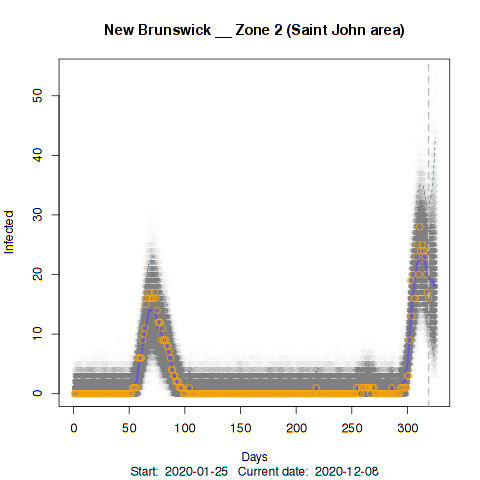 New Brunswick __ Zone 2 (Saint John area)
50
40
30
20
10
0
Infected
0 50 100 150 200 250 300
Days
Start: 2020-01-25 Current date: 2020-12-08